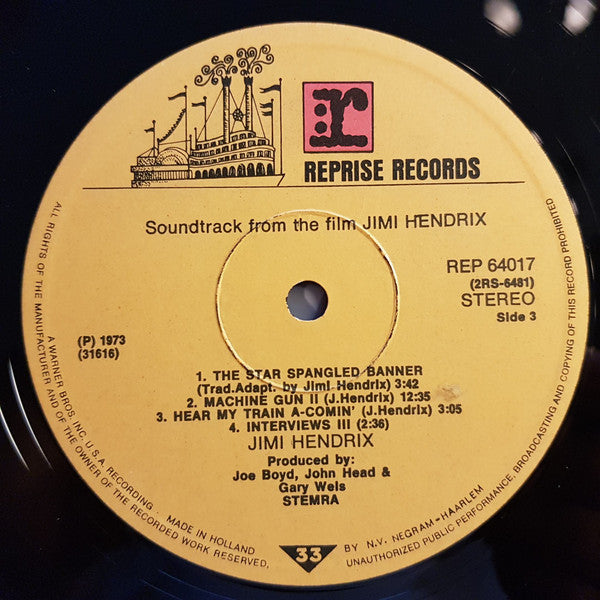 :r
REPRISE RECORDS
Soundtrack from the film JIMI HENDRIX
REP 64017
(2RS-6481)
STEREO
Side 3
(P) 1973
(31616)
1. THE STAR SPANGLED BANNER
(Trad.Adapt. by Jimi Hendrix) 3:42
2. MACHINE GUN II (J.Hendrix) 12:35
3. HEAR MY TRAIN A-COMIN' (J.Hendrix) 3:05
4. INTERVIEWS III (2:36)
JIMI HENDRIX
Produced by:
Joe Boyd, John Head &
Gary Wels
STEMRA
33
ALL RIGHTS OF THE MANUFACTURER AND OF THE OWNER OF THE RECORDED WORK RESERVED,
UNAUTHORIZED PUBLIC PERFORMANCE, BROADCASTING AND COPYING OF THIS RECORD PROHIBITED
A WARNER BROS. INC. U.S.A. RECORDING - MADE IN HOLLAND
BY N.V. NEGRAM-HAARLEM